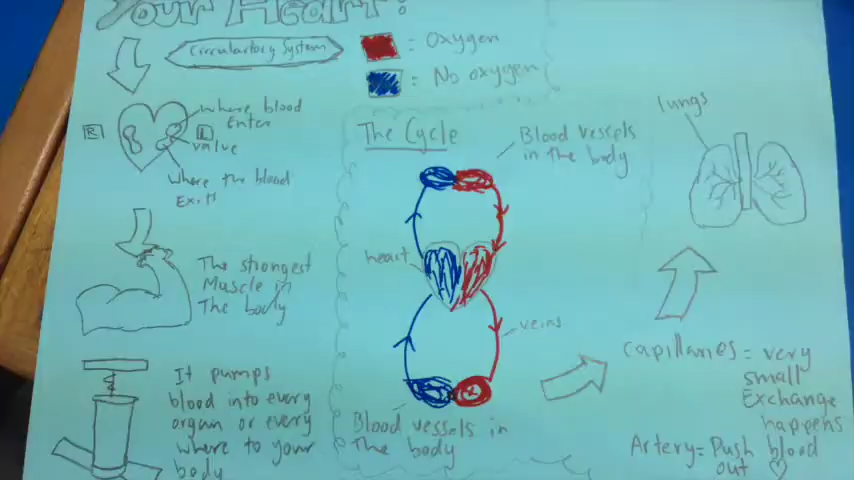 Your Heart!
Circulartory System
: Oxygen
: No oxygen
Where blood
Enter
R
L
valve
Where the blood
Exits
The strongest
Muscle in
The body
It pumps
blood into every
organ or every
where to your
body
The Cycle
Blood vessels
in the body
heart
veins
Blood vessels in
The body
lungs
Capillaries = very
small
Exchange
happens
Artery = Push blood
out